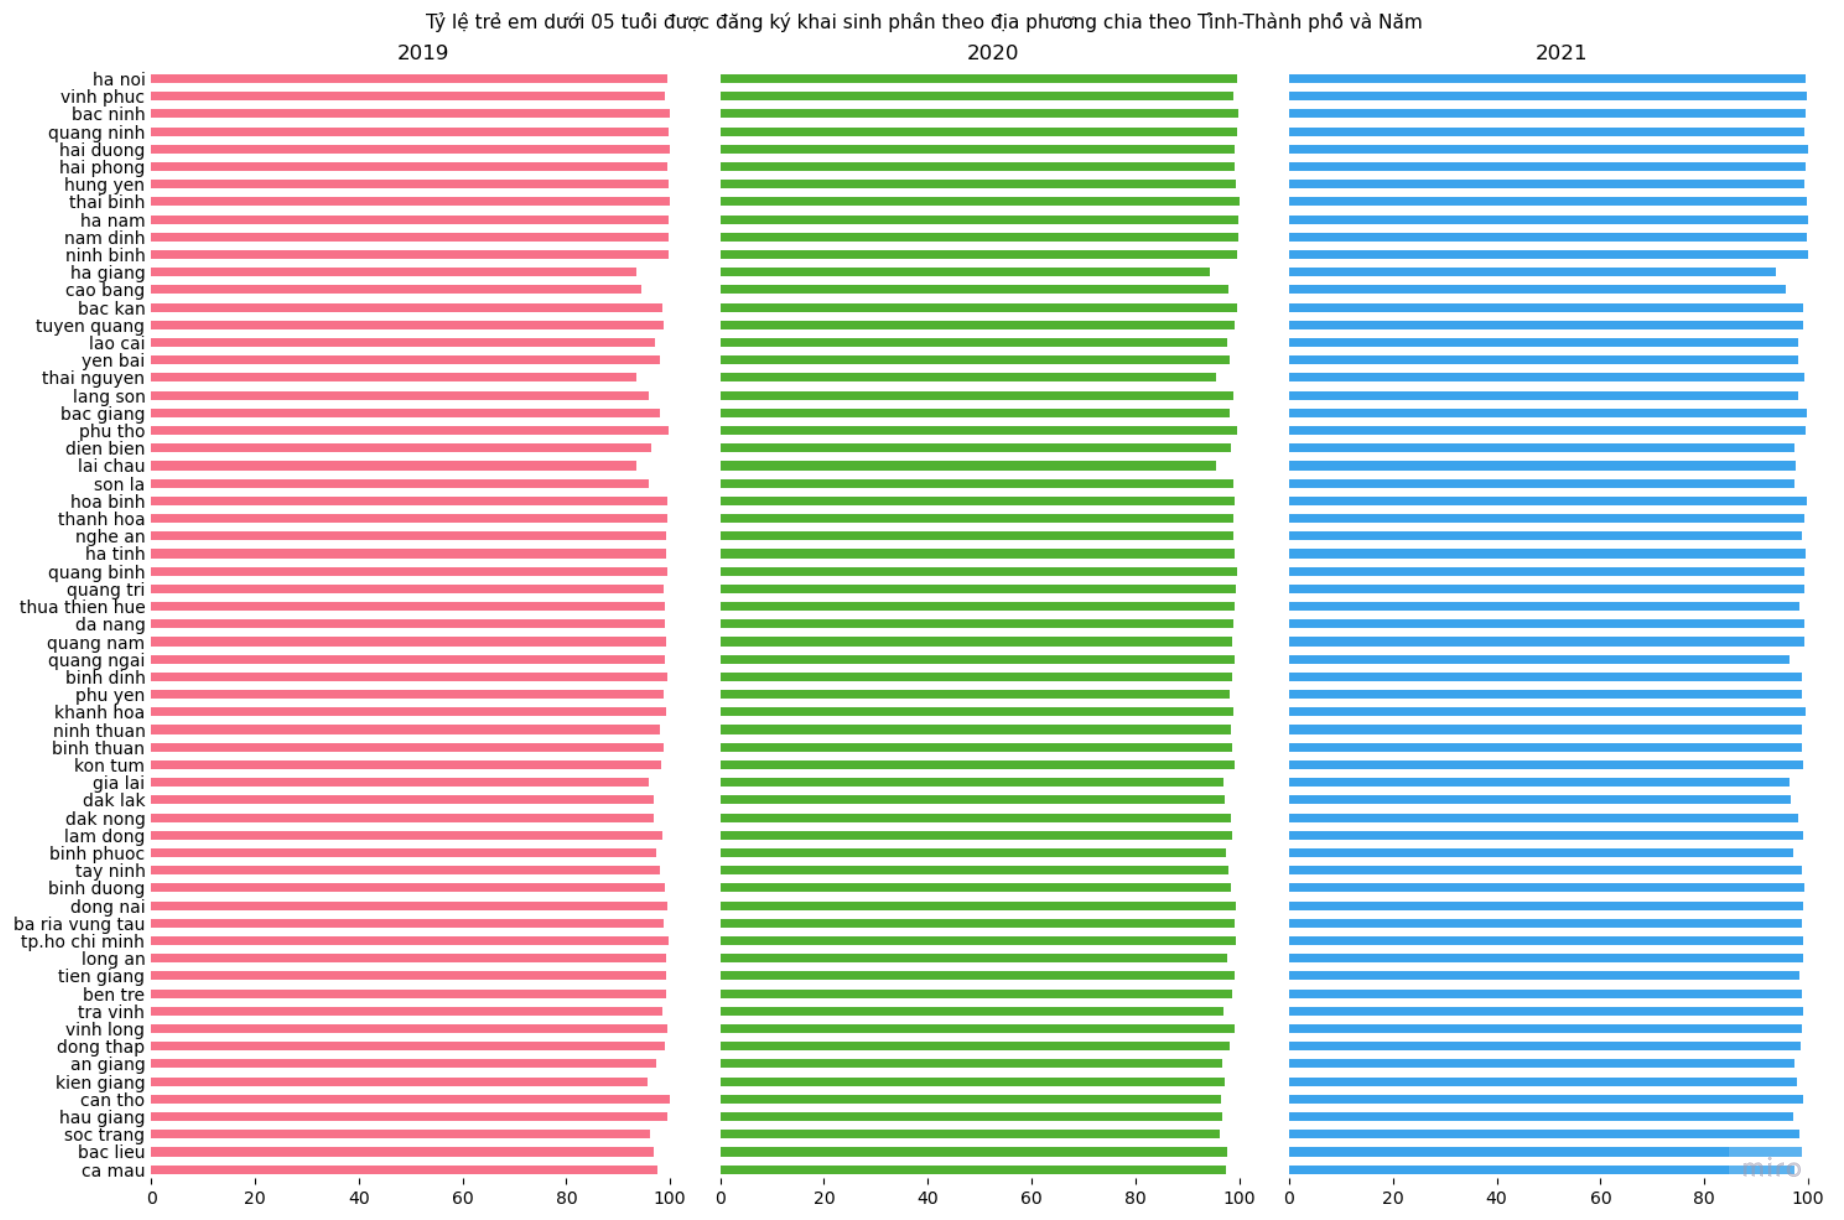 Tỷ lệ trẻ em dưới 05 tuổi được đăng ký khai sinh phân theo địa phương chia theo Tỉnh-Thành phố và Năm
2019 2020 2021
ha noi
vinh phuc
bac ninh
quang ninh
hai duong
hai phong
hung yen
thai binh
ha nam
nam dinh
ninh binh
ha giang
cao bang
bac kan
tuyen quang
lao cai
yen bai
thai nguyen
lang son
bac giang
phu tho
dien bien
lai chau
son la
hoa binh
thanh hoa
nghe an
ha tinh
quang binh
quang tri
thua thien hue
da nang
quang nam
quang ngai
binh dinh
phu yen
khanh hoa
ninh thuan
binh thuan
kon tum
gia lai
dak lak
dak nong
lam dong
binh phuoc
tay ninh
binh duong
dong nai
ba ria vung tau
tp.ho chi minh
long an
tien giang
ben tre
tra vinh
vinh long
dong thap
an giang
kien giang
can tho
hau giang
soc trang
bac lieu
ca mau
miro
0 20 40 60 80 100 0 20 40 60 80 100 0 20 40 60 80 100